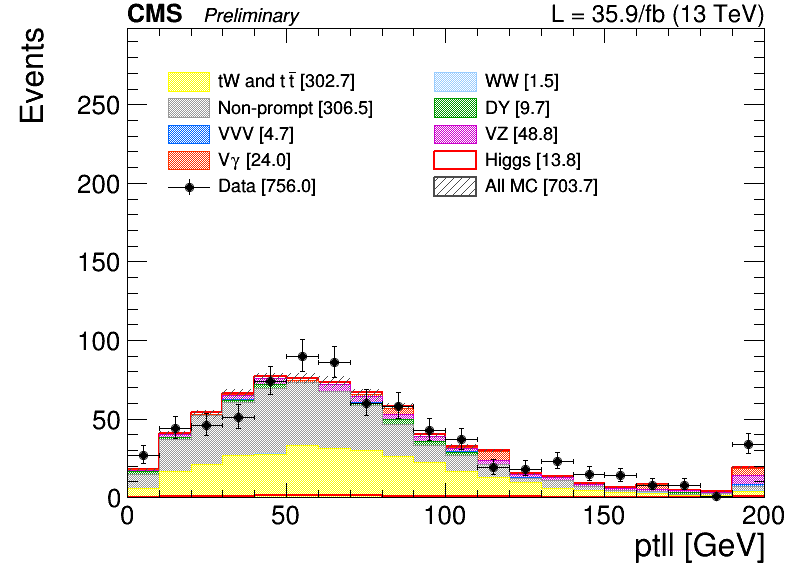 CMS Preliminary L = 35.9/fb (13 TeV)
Events
tW and t t̅ [302.7]
Non-prompt [306.5]
VVV [4.7]
Vγ [24.0]
Data [756.0]
WW [1.5]
DY [9.7]
VZ [48.8]
Higgs [13.8]
All MC [703.7]
250
200
150
100
50
0
0 50 100 150 200
ptll [GeV]